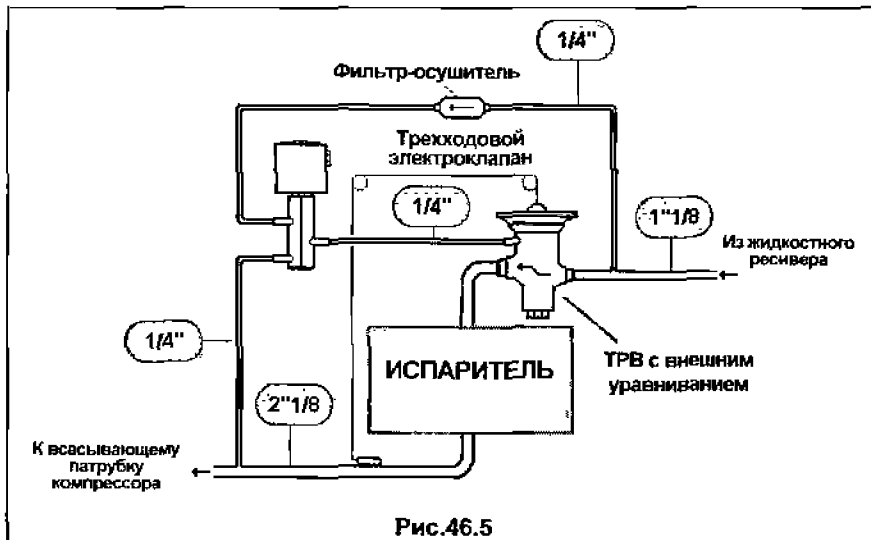 1/4"
Фильтр-осушитель
Трехходовой
электроклапан
1/4"
1"1/8
Из жидкостного
ресивера
1/4"
ИСПАРИТЕЛЬ
ТРВ с внешним
уравниванием
2"1/8
К всасывающему
патрубку
компрессора
Рис.46.5